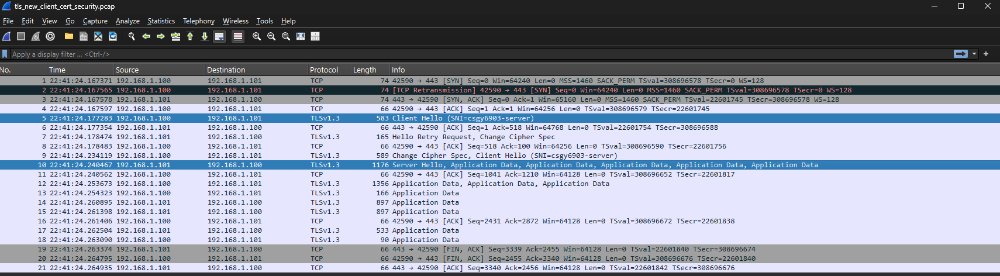 tls_new_client_cert_security.pcap
File Edit View Go Capture Analyze Statistics Telephony Wireless Tools Help
Apply a display filter ... <Ctrl-/>
No. Time Source Destination Protocol Length Info
1 22:41:24.167371 192.168.1.100 192.168.1.101 TCP 74 42590 → 443 [SYN] Seq=0 Win=64240 Len=0 MSS=1460 SACK_PERM TSval=308696578 TSecr=0 WS=128
2 22:41:24.167565 192.168.1.100 192.168.1.101 TCP 74 [TCP Retransmission] 42590 → 443 [SYN] Seq=0 Win=64240 Len=0 MSS=1460 SACK_PERM TSval=308696578 TSecr=0 WS=128
3 22:41:24.167578 192.168.1.101 192.168.1.100 TCP 74 443 → 42590 [SYN, ACK] Seq=0 Ack=1 Win=65160 Len=0 MSS=1460 SACK_PERM TSval=22601745 TSecr=308696578 WS=128
4 22:41:24.167597 192.168.1.100 192.168.1.101 TCP 66 42590 → 443 [ACK] Seq=1 Ack=1 Win=64256 Len=0 TSval=308696579 TSecr=22601745
5 22:41:24.177283 192.168.1.100 192.168.1.101 TLSv1.3 583 Client Hello (SNI=csgy6903-server)
6 22:41:24.177354 192.168.1.101 192.168.1.100 TCP 66 443 → 42590 [ACK] Seq=1 Ack=518 Win=64768 Len=0 TSval=22601754 TSecr=308696588
7 22:41:24.178474 192.168.1.101 192.168.1.100 TLSv1.3 165 Hello Retry Request, Change Cipher Spec
8 22:41:24.178483 192.168.1.100 192.168.1.101 TCP 66 42590 → 443 [ACK] Seq=518 Ack=100 Win=64256 Len=0 TSval=308696590 TSecr=22601756
9 22:41:24.234119 192.168.1.100 192.168.1.101 TLSv1.3 589 Change Cipher Spec, Client Hello (SNI=csgy6903-server)
10 22:41:24.240467 192.168.1.101 192.168.1.100 TLSv1.3 1176 Server Hello, Application Data, Application Data, Application Data, Application Data, Application Data
11 22:41:24.240562 192.168.1.100 192.168.1.101 TCP 66 42590 → 443 [ACK] Seq=1041 Ack=1210 Win=64128 Len=0 TSval=308696652 TSecr=22601817
12 22:41:24.253673 192.168.1.100 192.168.1.101 TLSv1.3 1356 Application Data, Application Data, Application Data
13 22:41:24.254323 192.168.1.100 192.168.1.101 TLSv1.3 166 Application Data
14 22:41:24.260895 192.168.1.101 192.168.1.100 TLSv1.3 897 Application Data
15 22:41:24.261398 192.168.1.101 192.168.1.100 TLSv1.3 897 Application Data
16 22:41:24.261406 192.168.1.100 192.168.1.101 TCP 66 42590 → 443 [ACK] Seq=2431 Ack=2872 Win=64128 Len=0 TSval=308696672 TSecr=22601838
17 22:41:24.262504 192.168.1.101 192.168.1.100 TLSv1.3 533 Application Data
18 22:41:24.263090 192.168.1.100 192.168.1.101 TLSv1.3 90 Application Data
19 22:41:24.263374 192.168.1.101 192.168.1.100 TCP 66 443 → 42590 [FIN, ACK] Seq=3339 Ack=2455 Win=64128 Len=0 TSval=22601840 TSecr=308696674
20 22:41:24.264795 192.168.1.100 192.168.1.101 TCP 66 42590 → 443 [FIN, ACK] Seq=2455 Ack=3340 Win=64128 Len=0 TSval=308696676 TSecr=22601840
21 22:41:24.264935 192.168.1.101 192.168.1.100 TCP 66 443 → 42590 [ACK] Seq=3340 Ack=2456 Win=64128 Len=0 TSval=22601842 TSecr=308696676